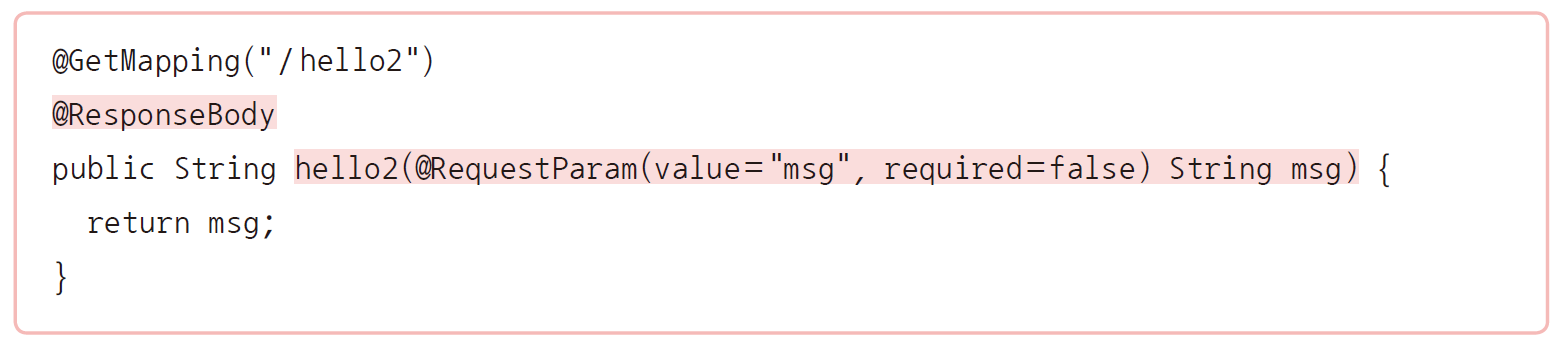 @GetMapping("/hello2")
@ResponseBody
public String hello2(@RequestParam(value="msg", required=false) String msg) {
  return msg;
}